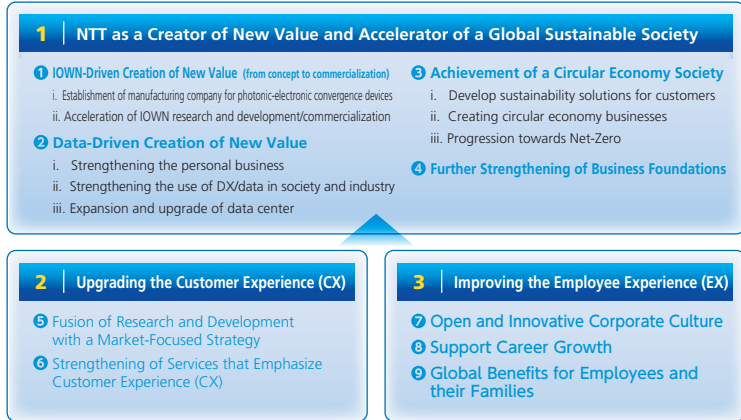 1 NTT as a Creator of New Value and Accelerator of a Global Sustainable Society
❶ IOWN-Driven Creation of New Value (from concept to commercialization)
i. Establishment of manufacturing company for photonic-electronic convergence devices
ii. Acceleration of IOWN research and development/commercialization
❷ Data-Driven Creation of New Value
i. Strengthening the personal business
ii. Strengthening the use of DX/data in society and industry
iii. Expansion and upgrade of data center
❸ Achievement of a Circular Economy Society
i. Develop sustainability solutions for customers
ii. Creating circular economy businesses
iii. Progression towards Net-Zero
❹ Further Strengthening of Business Foundations
2 Upgrading the Customer Experience (CX)
❺ Fusion of Research and Development
with a Market-Focused Strategy
❻ Strengthening of Services that Emphasize
Customer Experience (CX)
3 Improving the Employee Experience (EX)
❼ Open and Innovative Corporate Culture
❽ Support Career Growth
❾ Global Benefits for Employees and
their Families